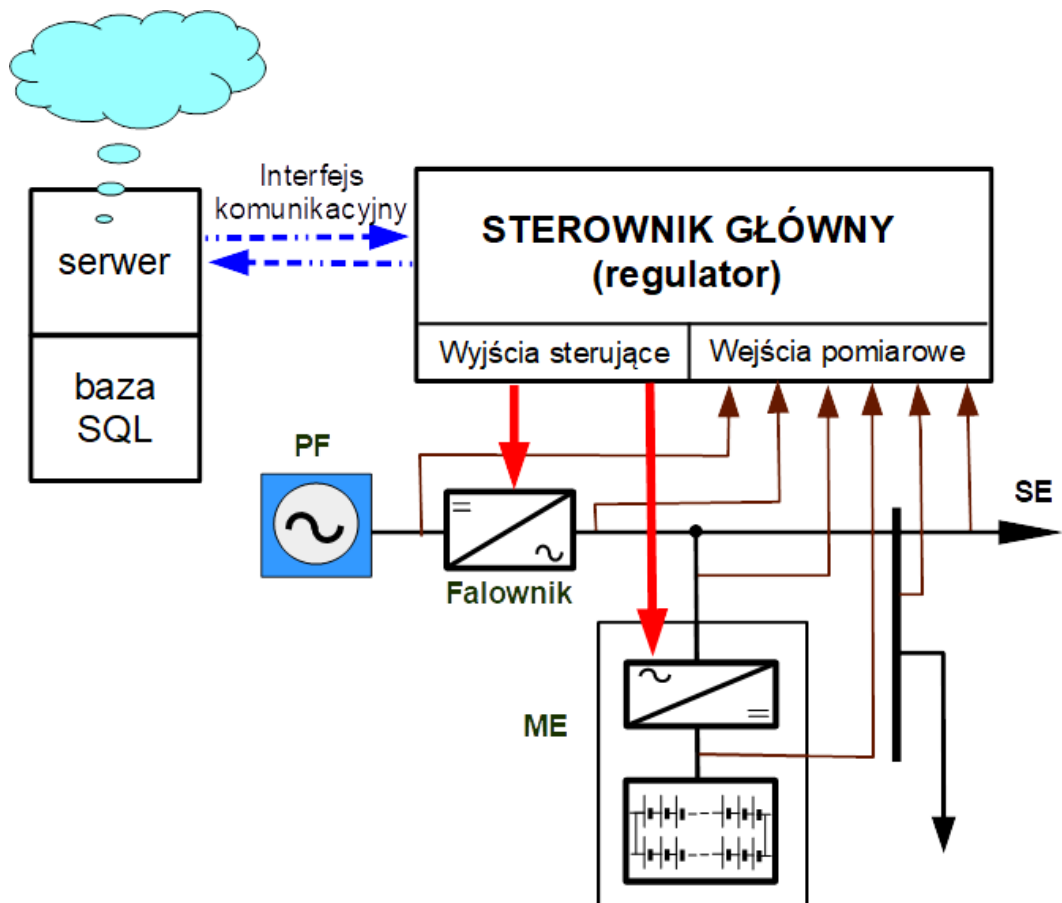 Interfejs
komunikacyjny
STEROWNIK GŁÓWNY
(regulator)
serwer
Wyjścia sterujące
Wejścia pomiarowe
baza
SQL
PF
SE
Falownik
ME